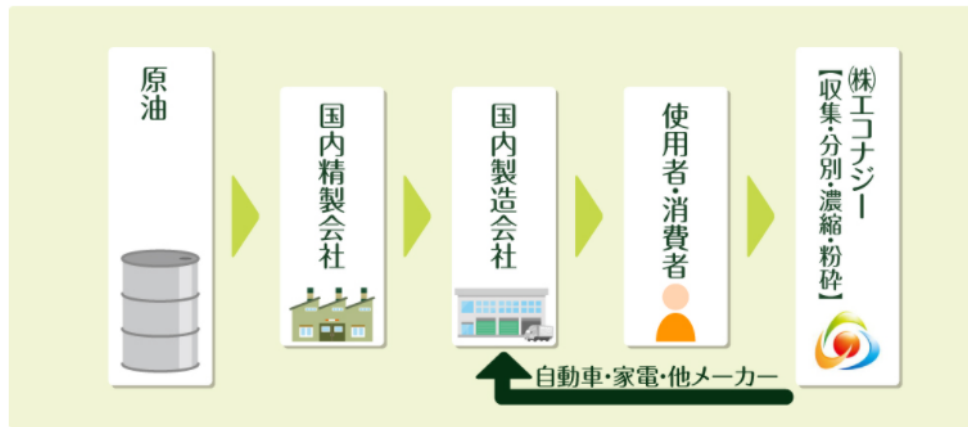 原油
国内精製会社
国内製造会社
使用者・消費者
㈱エコナジー
【収集・分別・濃縮・粉砕】
自動車・家電・他メーカー